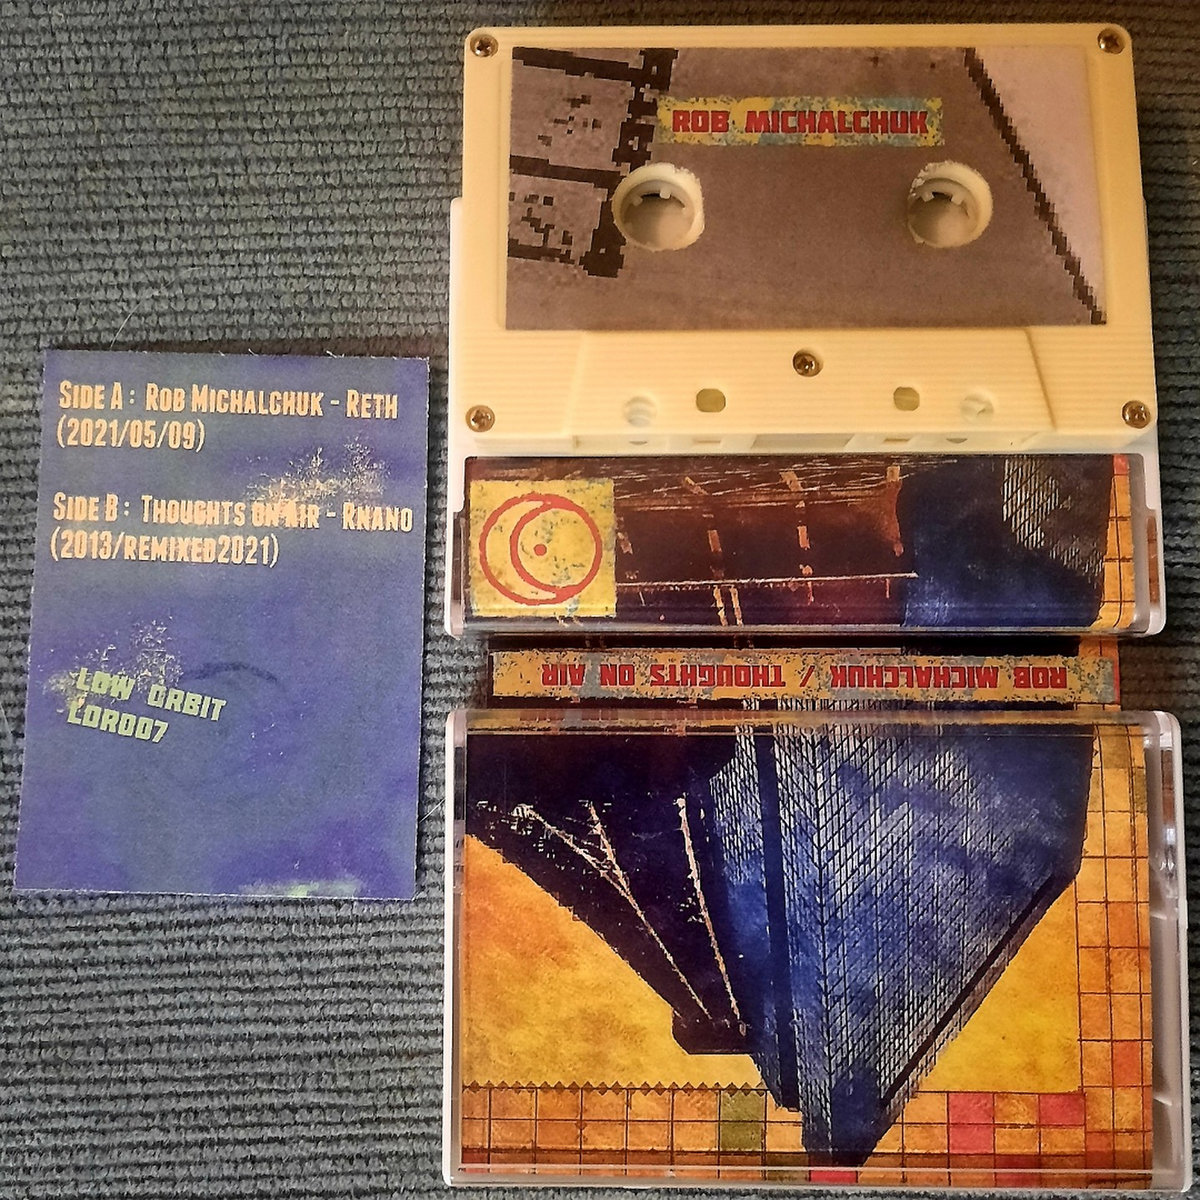 ROB MICHALCHUK
SIDE A : ROB MICHALCHUK - RETH
(2021/05/09)
SIDE B : THOUGHTS ON AIR - RNANO
(2013/REMIXED2021)
LOW ORBIT
LOR007
ROB MICHALCHUK / THOUGHTS ON AIR